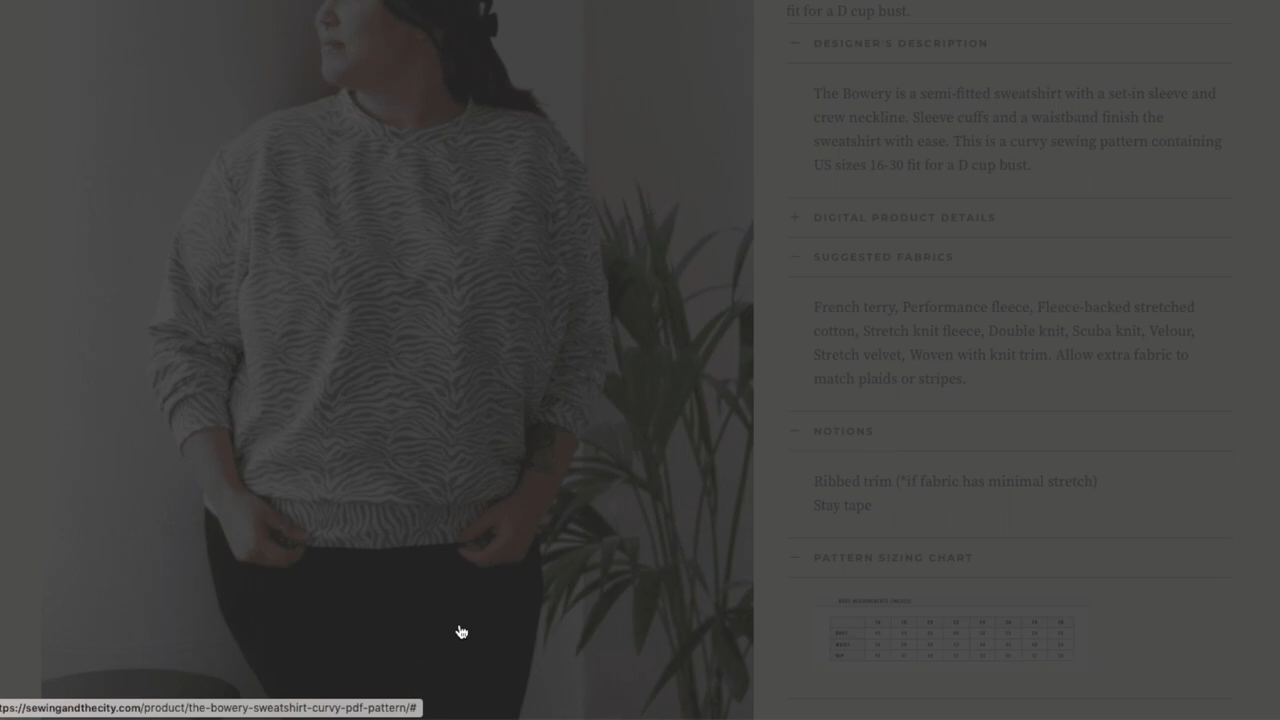 fit for a D cup bust.
DESIGNER'S DESCRIPTION
The Bowery is a semi-fitted sweatshirt with a set-in sleeve and
crew neckline. Sleeve cuffs and a waistband finish the
sweatshirt with ease. This is a curvy sewing pattern containing
US sizes 16-30 fit for a D cup bust.
DIGITAL PRODUCT DETAILS
SUGGESTED FABRICS
French terry, Performance fleece, Fleece-backed stretched
cotton, Stretch knit fleece, Double knit, Scuba knit, Velour,
Stretch velvet, Woven with knit trim. Allow extra fabric to
match plaids or stripes.
NOTIONS
Ribbed trim (*if fabric has minimal stretch)
Stay tape
PATTERN SIZING CHART
BUST
WAIST
HIP
tps://sewingandthecity.com/product/the-bowery-sweatshirt-curvy-pdf-pattern/#